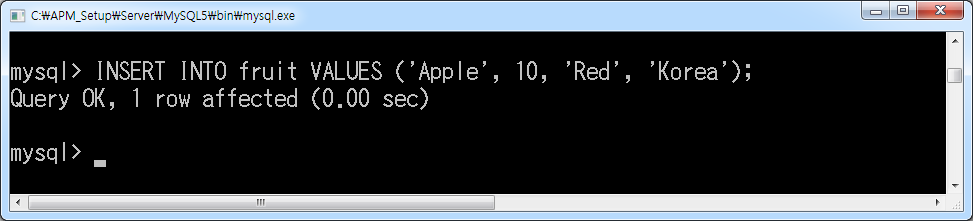 C:₩APM_Setup₩Server₩MySQL5₩bin₩mysql.exe
mysql> INSERT INTO fruit VALUES ('Apple', 10, 'Red', 'Korea');
Query OK, 1 row affected (0.00 sec)
mysql>